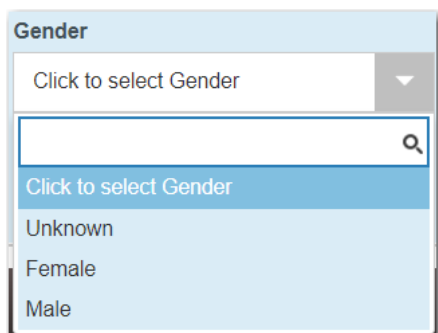 Gender
Click to select Gender
Click to select Gender
Unknown
Female
Male